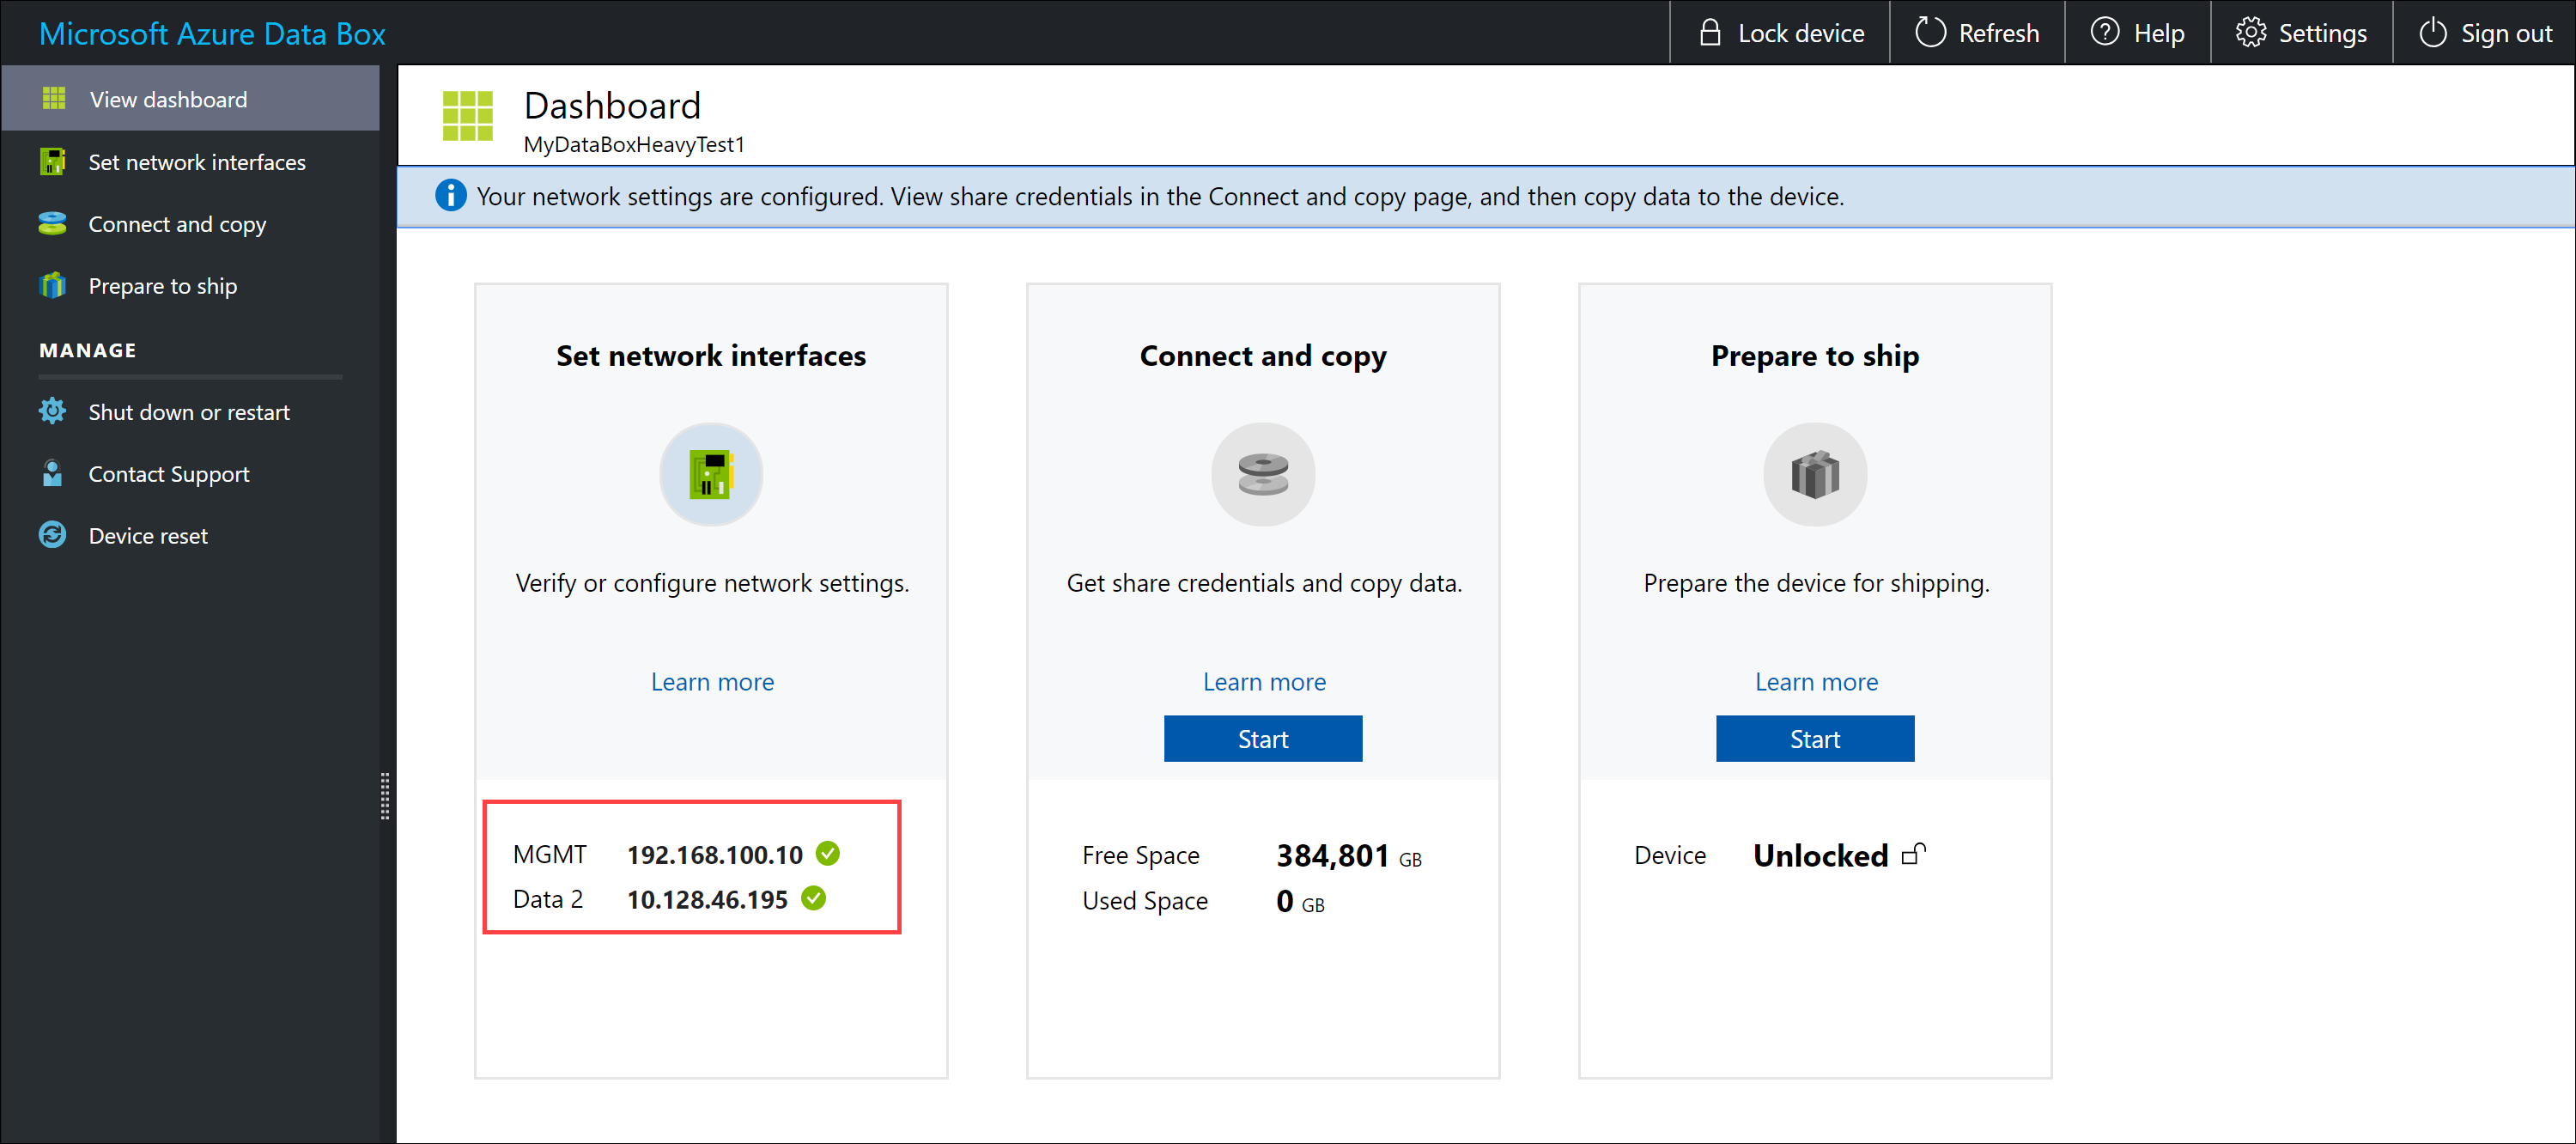 Microsoft Azure Data Box
Lock device
Refresh
Help
Settings
Sign out
View dashboard
Set network interfaces
Connect and copy
Prepare to ship
MANAGE
Shut down or restart
Contact Support
Device reset
Dashboard
MyDataBoxHeavyTest1
Your network settings are configured. View share credentials in the Connect and copy page, and then copy data to the device.
Set network interfaces
Verify or configure network settings.
Learn more
MGMT 192.168.100.10
Data 2 10.128.46.195
Connect and copy
Get share credentials and copy data.
Learn more
Start
Free Space 384,801 GB
Used Space 0 GB
Prepare to ship
Prepare the device for shipping.
Learn more
Start
Device Unlocked